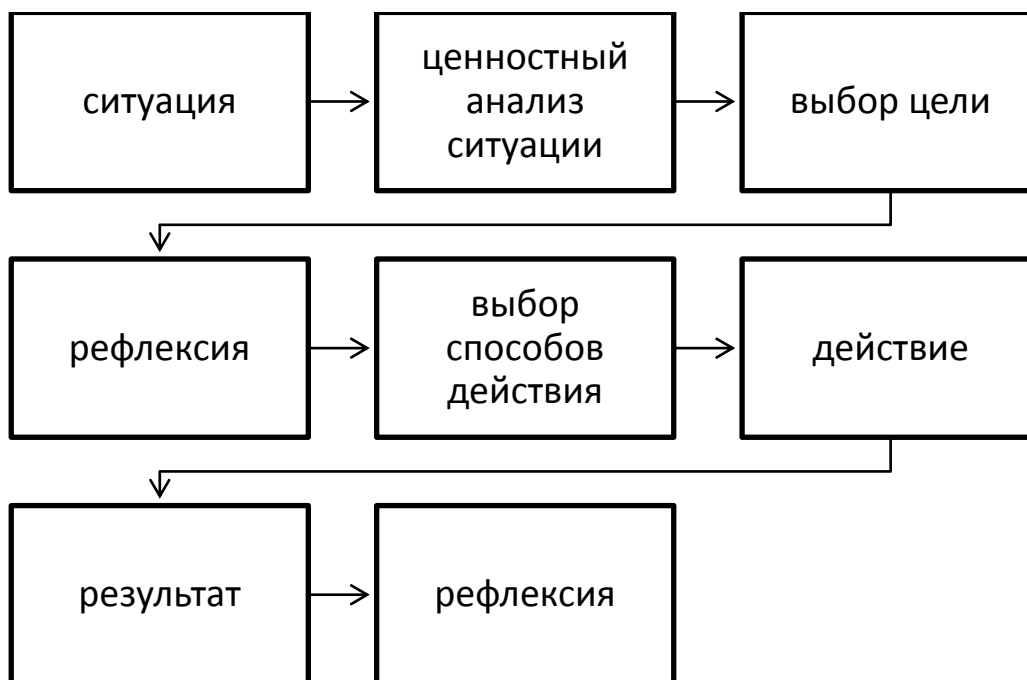 ситуация
ценностный
анализ
ситуации
выбор цели
рефлексия
выбор
способов
действия
действие
результат
рефлексия